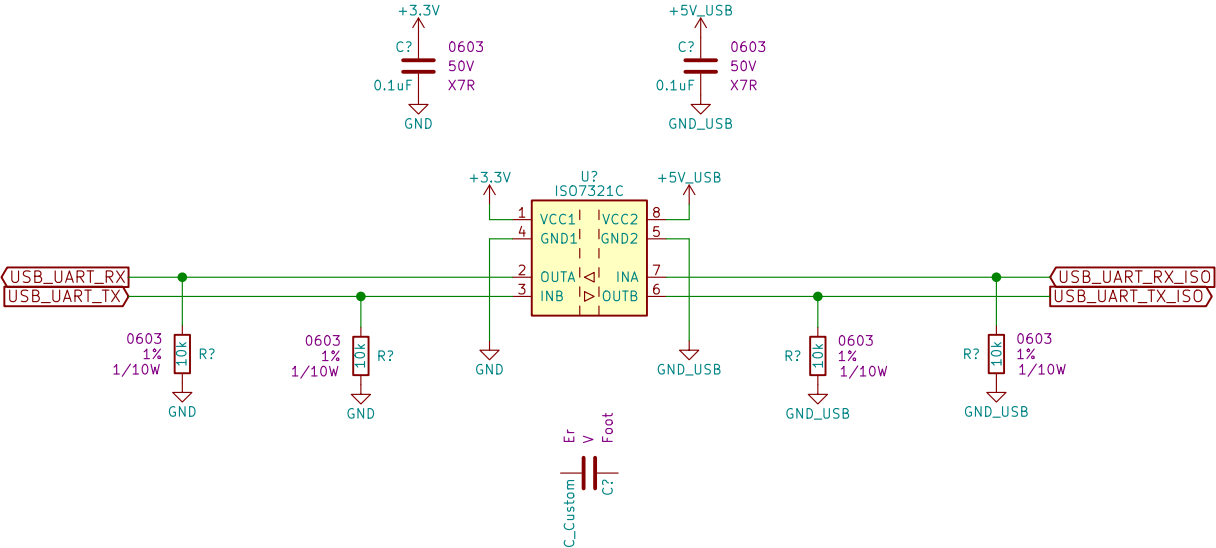 +3.3V
+5V_USB
C?
0603
50V
0.1uF
X7R
GND
C?
0603
50V
0.1uF
X7R
GND_USB
+3.3V
U?
ISO7321C
+5V_USB
1
VCC1
VCC2
8
4
GND1
GND2
5
USB_UART_RX
2
OUTA
INA
7
USB_UART_RX_ISO
USB_UART_TX
3
INB
OUTB
6
USB_UART_TX_ISO
0603
1%
1/10W
10k
R?
GND
0603
1%
1/10W
10k
R?
GND
GND
GND_USB
R?
10k
0603
1%
1/10W
GND_USB
R?
10k
0603
1%
1/10W
GND_USB
Er
V
Foot
C_Custom
C?